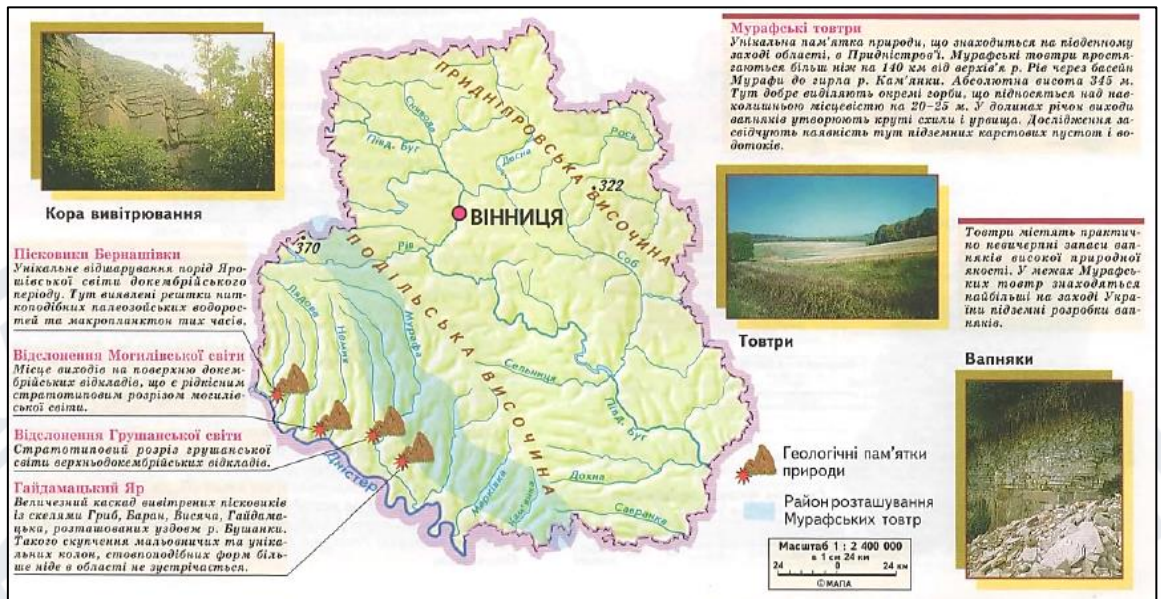 Кора вивітрювання
Пісковики Бернашівки
Унікальне відшарування порід Яро-
шівської світи докембрійського
періоду. Тут виявлені рештки нит-
коподібних палеозойських водорос-
тей та макропланктон тих часів.
Відслонення Могилівської світи
Місце виходів на поверхню докем-
брійських відкладів, що є рідкісним
стратотиповим розрізом могилів-
ської світи.
Відслонення Грушанської світи
Стратотиповий розріз грушанської
світи верхньодокембрійських відкладів.
Гайдамацький Яр
Величезний каскад вивітрених пісковиків
із скелями Гриб, Баран, Висяча, Гайдама-
цька, розташованих уздовж р. Бушанки.
Такого скупчення мальовничих та уніка-
льних колон, стовпоподібних форм біль-
ше ніде в області не зустрічається.
ПРИДНІПРОВСЬКА ВИСОЧИНА
Снивода
Півд. Буг
Десна
Рось
322
ВІННИЦЯ
370
Рів
Соб
ПОДІЛЬСЬКА ВИСОЧИНА
Лядова
Немия
Мурафа
Сельниця
Півд. Буг
Дністер
Марківка
Кам'янка
Дохна
Савранка
Мурафські товтри
Унікальна пам'ятка природи, що знаходиться на південному
заході області, в Придністров'ї. Мурафські товтри простя-
гаються більш ніж на 140 км від верхів'я р. Рів через басейн
Мурафи до гирла р. Кам'янки. Абсолютна висота 345 м.
Тут добре виділяють окремі горби, що підносяться над нав-
колишньою місцевістю на 20–25 м. У долинах річок виходи
вапняків утворюють круті схили і урвища. Дослідження за-
свідчують наявність тут підземних карстових пустот і во-
дотоків.
Товтри
Товтри містять практич-
но невичерпні запаси вап-
няків високої природної
якості. У межах Мурафсь-
ких товтр знаходяться
найбільші на заході Укра-
їни підземні розробки вап-
няків.
Вапняки
Геологічні пам'ятки
природи
Район розташування
Мурафських товтр
Масштаб 1 : 2 400 000
в 1 см 24 км
24 0 24 км
© МАПА